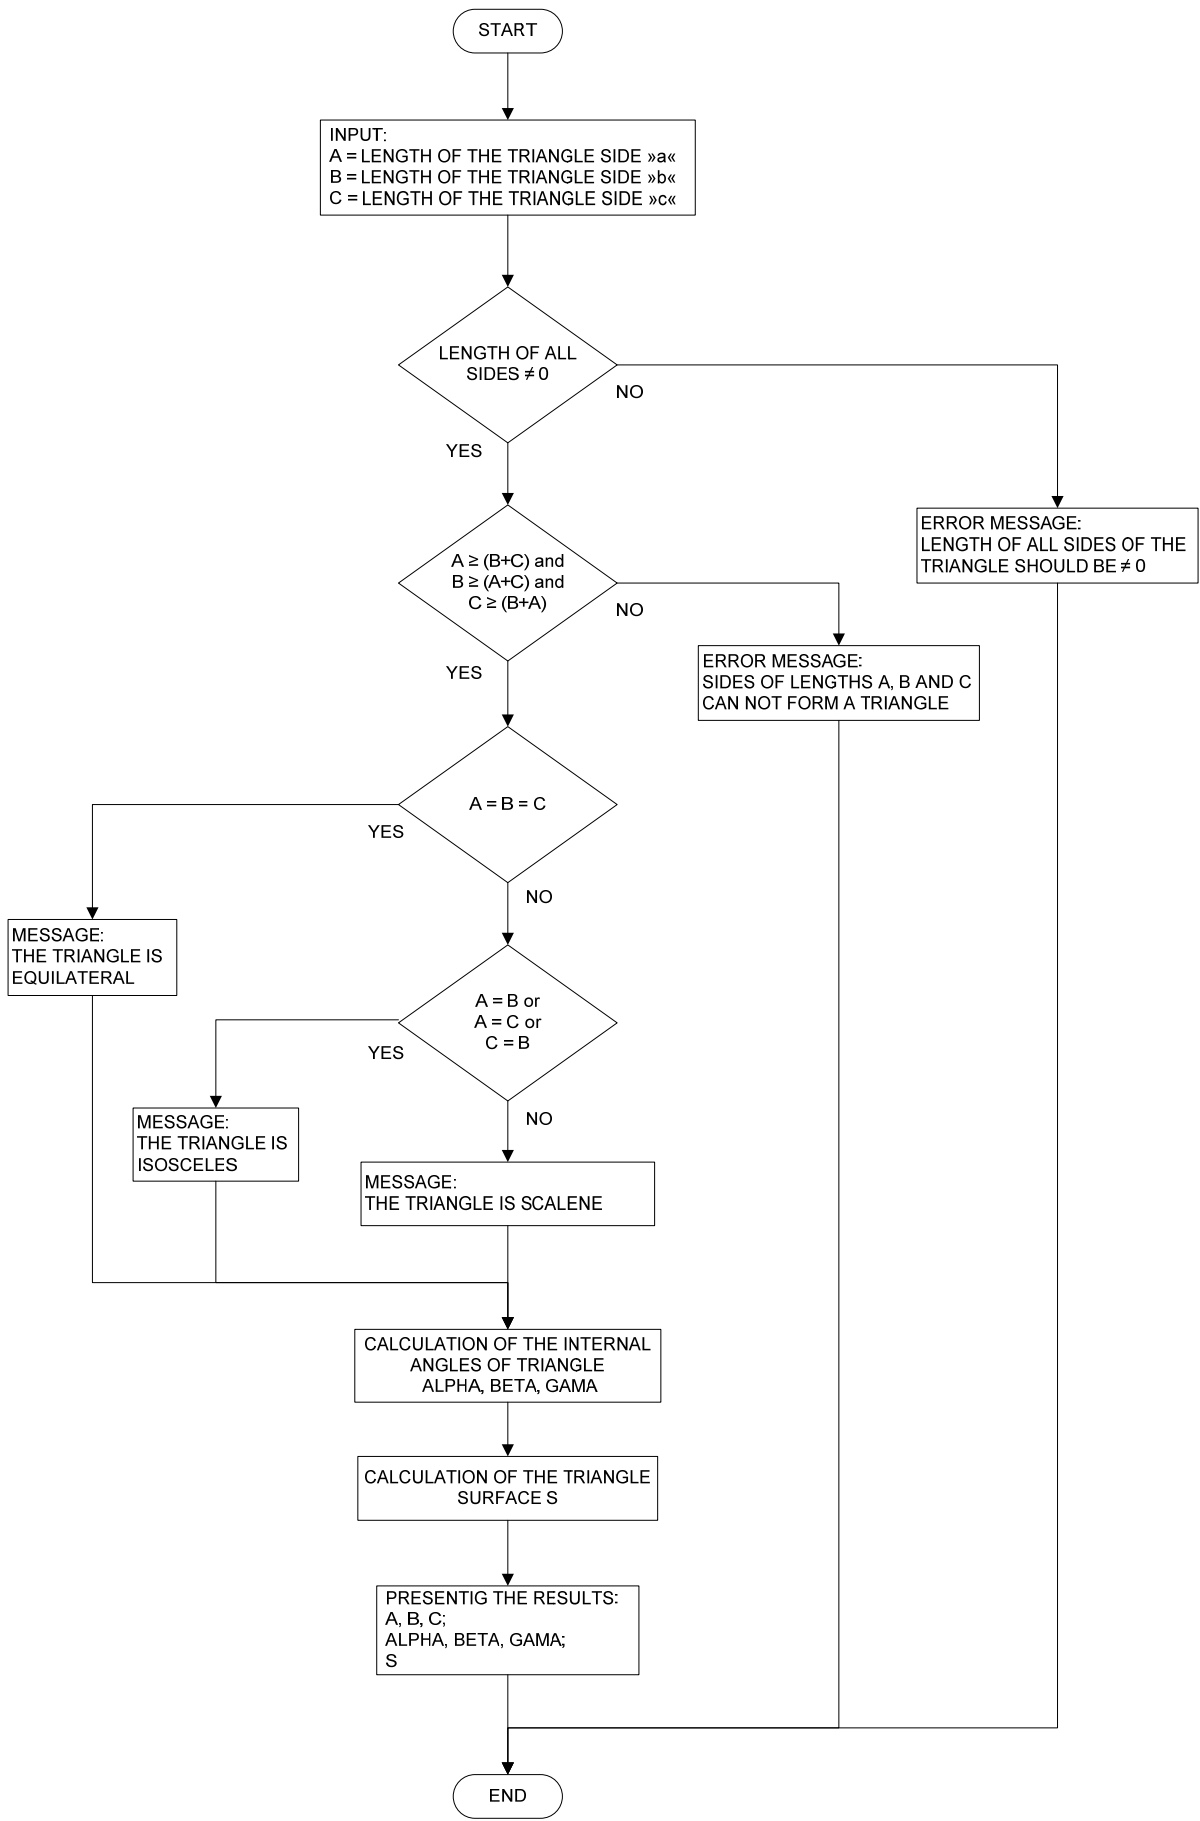 START
INPUT:
A = LENGTH OF THE TRIANGLE SIDE »a«
B = LENGTH OF THE TRIANGLE SIDE »b«
C = LENGTH OF THE TRIANGLE SIDE »c«
LENGTH OF ALL
SIDES ≠ 0
NO
YES
ERROR MESSAGE:
LENGTH OF ALL SIDES OF THE
TRIANGLE SHOULD BE ≠ 0
A ≥ (B+C) and
B ≥ (A+C) and
C ≥ (B+A)
NO
YES
ERROR MESSAGE:
SIDES OF LENGTHS A, B AND C
CAN NOT FORM A TRIANGLE
A = B = C
YES
NO
MESSAGE:
THE TRIANGLE IS
EQUILATERAL
A = B or
A = C or
C = B
YES
NO
MESSAGE:
THE TRIANGLE IS
ISOSCELES
MESSAGE:
THE TRIANGLE IS SCALENE
CALCULATION OF THE INTERNAL
ANGLES OF TRIANGLE
ALPHA, BETA, GAMA
CALCULATION OF THE TRIANGLE
SURFACE S
PRESENTIG THE RESULTS:
A, B, C;
ALPHA, BETA, GAMA;
S
END